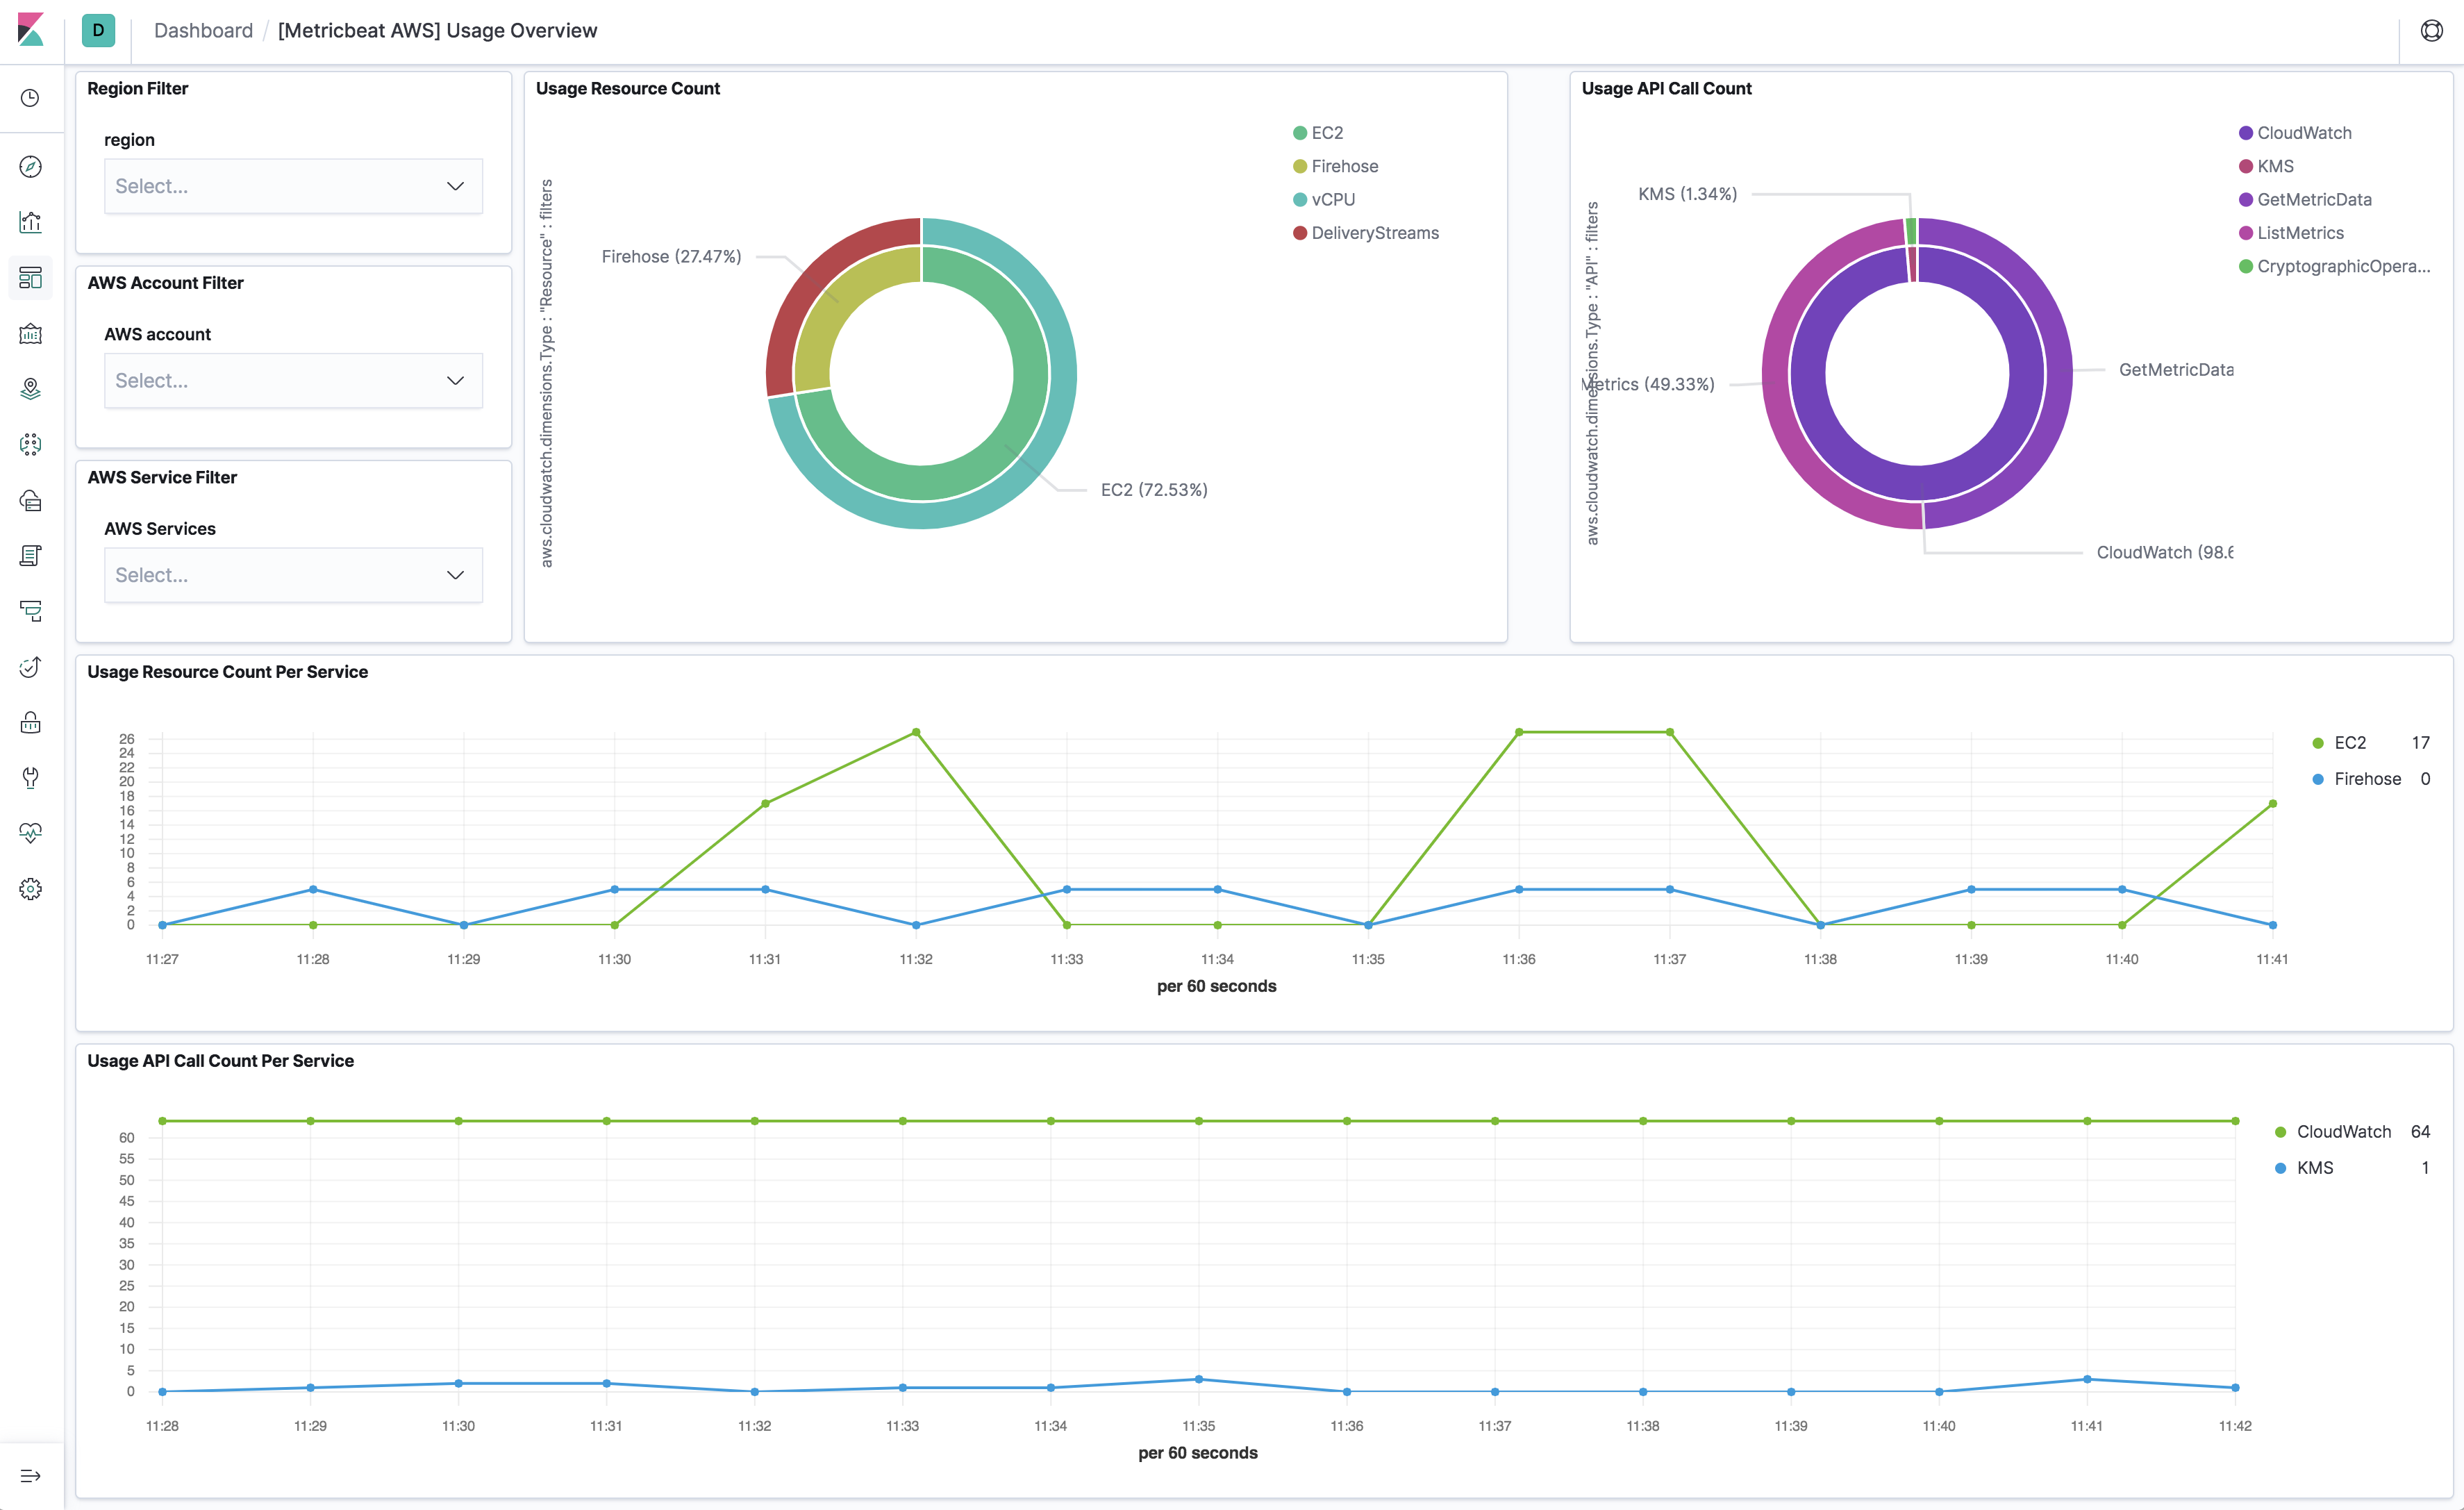 D
Dashboard / [Metricbeat AWS] Usage Overview
Region Filter
region
Select...
AWS Account Filter
AWS account
Select...
AWS Service Filter
AWS Services
Select...
Usage Resource Count
aws.cloudwatch.dimensions.Type : "Resource" : filters
Firehose (27.47%)
EC2 (72.53%)
EC2
Firehose
vCPU
DeliveryStreams
Usage API Call Count
aws.cloudwatch.dimensions.Type : "API" : filters
KMS (1.34%)
Metrics (49.33%)
GetMetricData
CloudWatch (98.6
CloudWatch
KMS
GetMetricData
ListMetrics
CryptographicOpera...
Usage Resource Count Per Service
26
24
22
20
18
16
14
12
10
8
6
4
2
0
11:27 11:28 11:29 11:30 11:31 11:32 11:33 11:34 11:35 11:36 11:37 11:38 11:39 11:40 11:41
per 60 seconds
EC2 17
Firehose 0
Usage API Call Count Per Service
60
55
50
45
40
35
30
25
20
15
10
5
0
11:28 11:29 11:30 11:31 11:32 11:33 11:34 11:35 11:36 11:37 11:38 11:39 11:40 11:41 11:42
per 60 seconds
CloudWatch 64
KMS 1